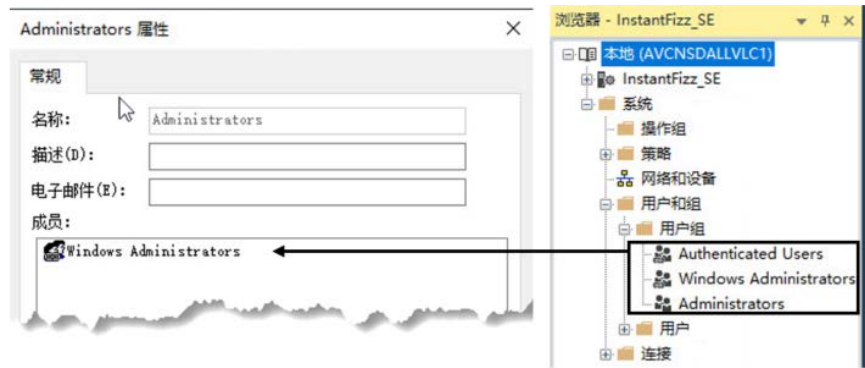 Administrators 属性
常规
名称:
Administrators
描述(D):
电子邮件(E):
成员:
Windows Administrators
浏览器 - InstantFizz_SE
本地 (AVCNSDALLVLC1)
InstantFizz_SE
系统
操作组
策略
网络和设备
用户和组
用户组
Authenticated Users
Windows Administrators
Administrators
用户
连接